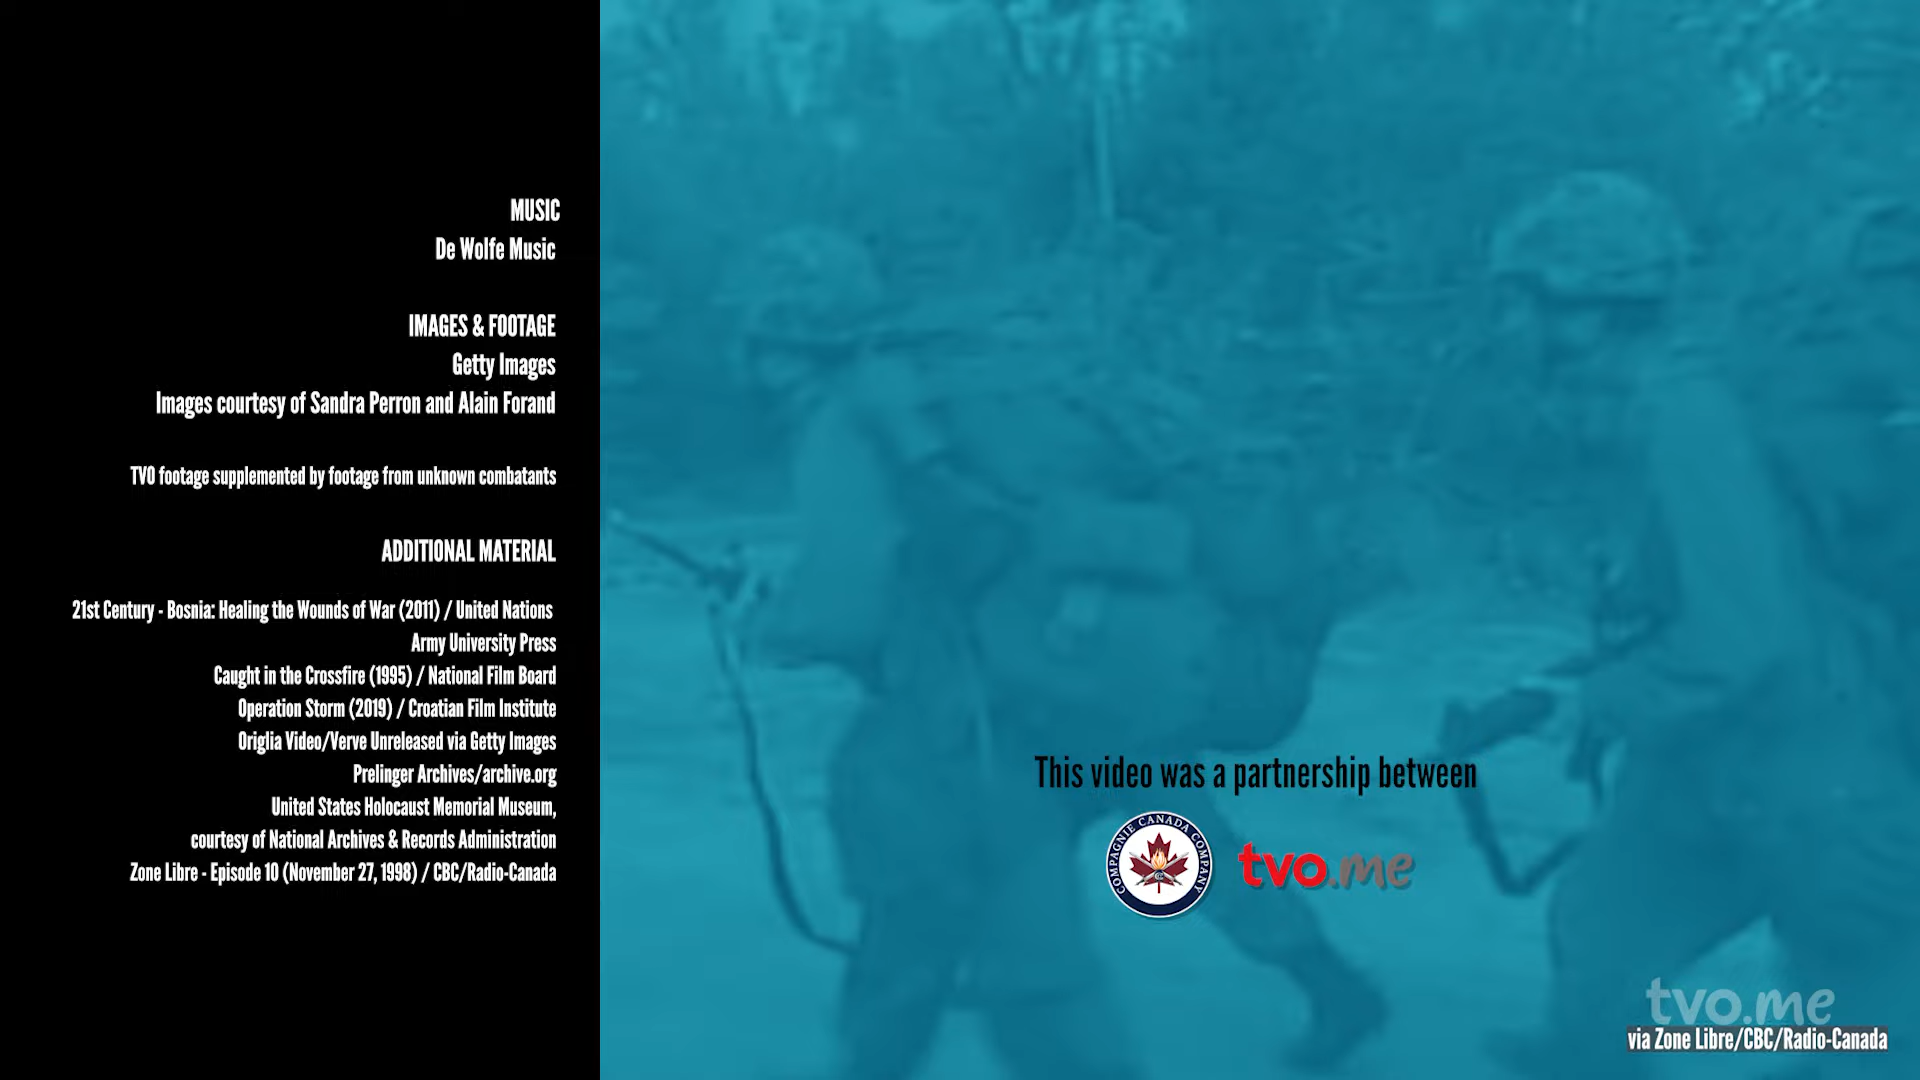 MUSIC
De Wolfe Music
IMAGES & FOOTAGE
Getty Images
Images courtesy of Sandra Perron and Alain Forand
TVO footage supplemented by footage from unknown combatants
ADDITIONAL MATERIAL
21st Century - Bosnia: Healing the Wounds of War (2011) / United Nations
Army University Press
Caught in the Crossfire (1995) / National Film Board
Operation Storm (2019) / Croatian Film Institute
Origlia Video/Verve Unreleased via Getty Images
Prelinger Archives/archive.org
United States Holocaust Memorial Museum,
courtesy of National Archives & Records Administration
Zone Libre - Episode 10 (November 27, 1998) / CBC/Radio-Canada
This video was a partnership between
COMPAGNIE CANADA COMPANY
tvo.me
tvo.me
via Zone Libre/CBC/Radio-Canada